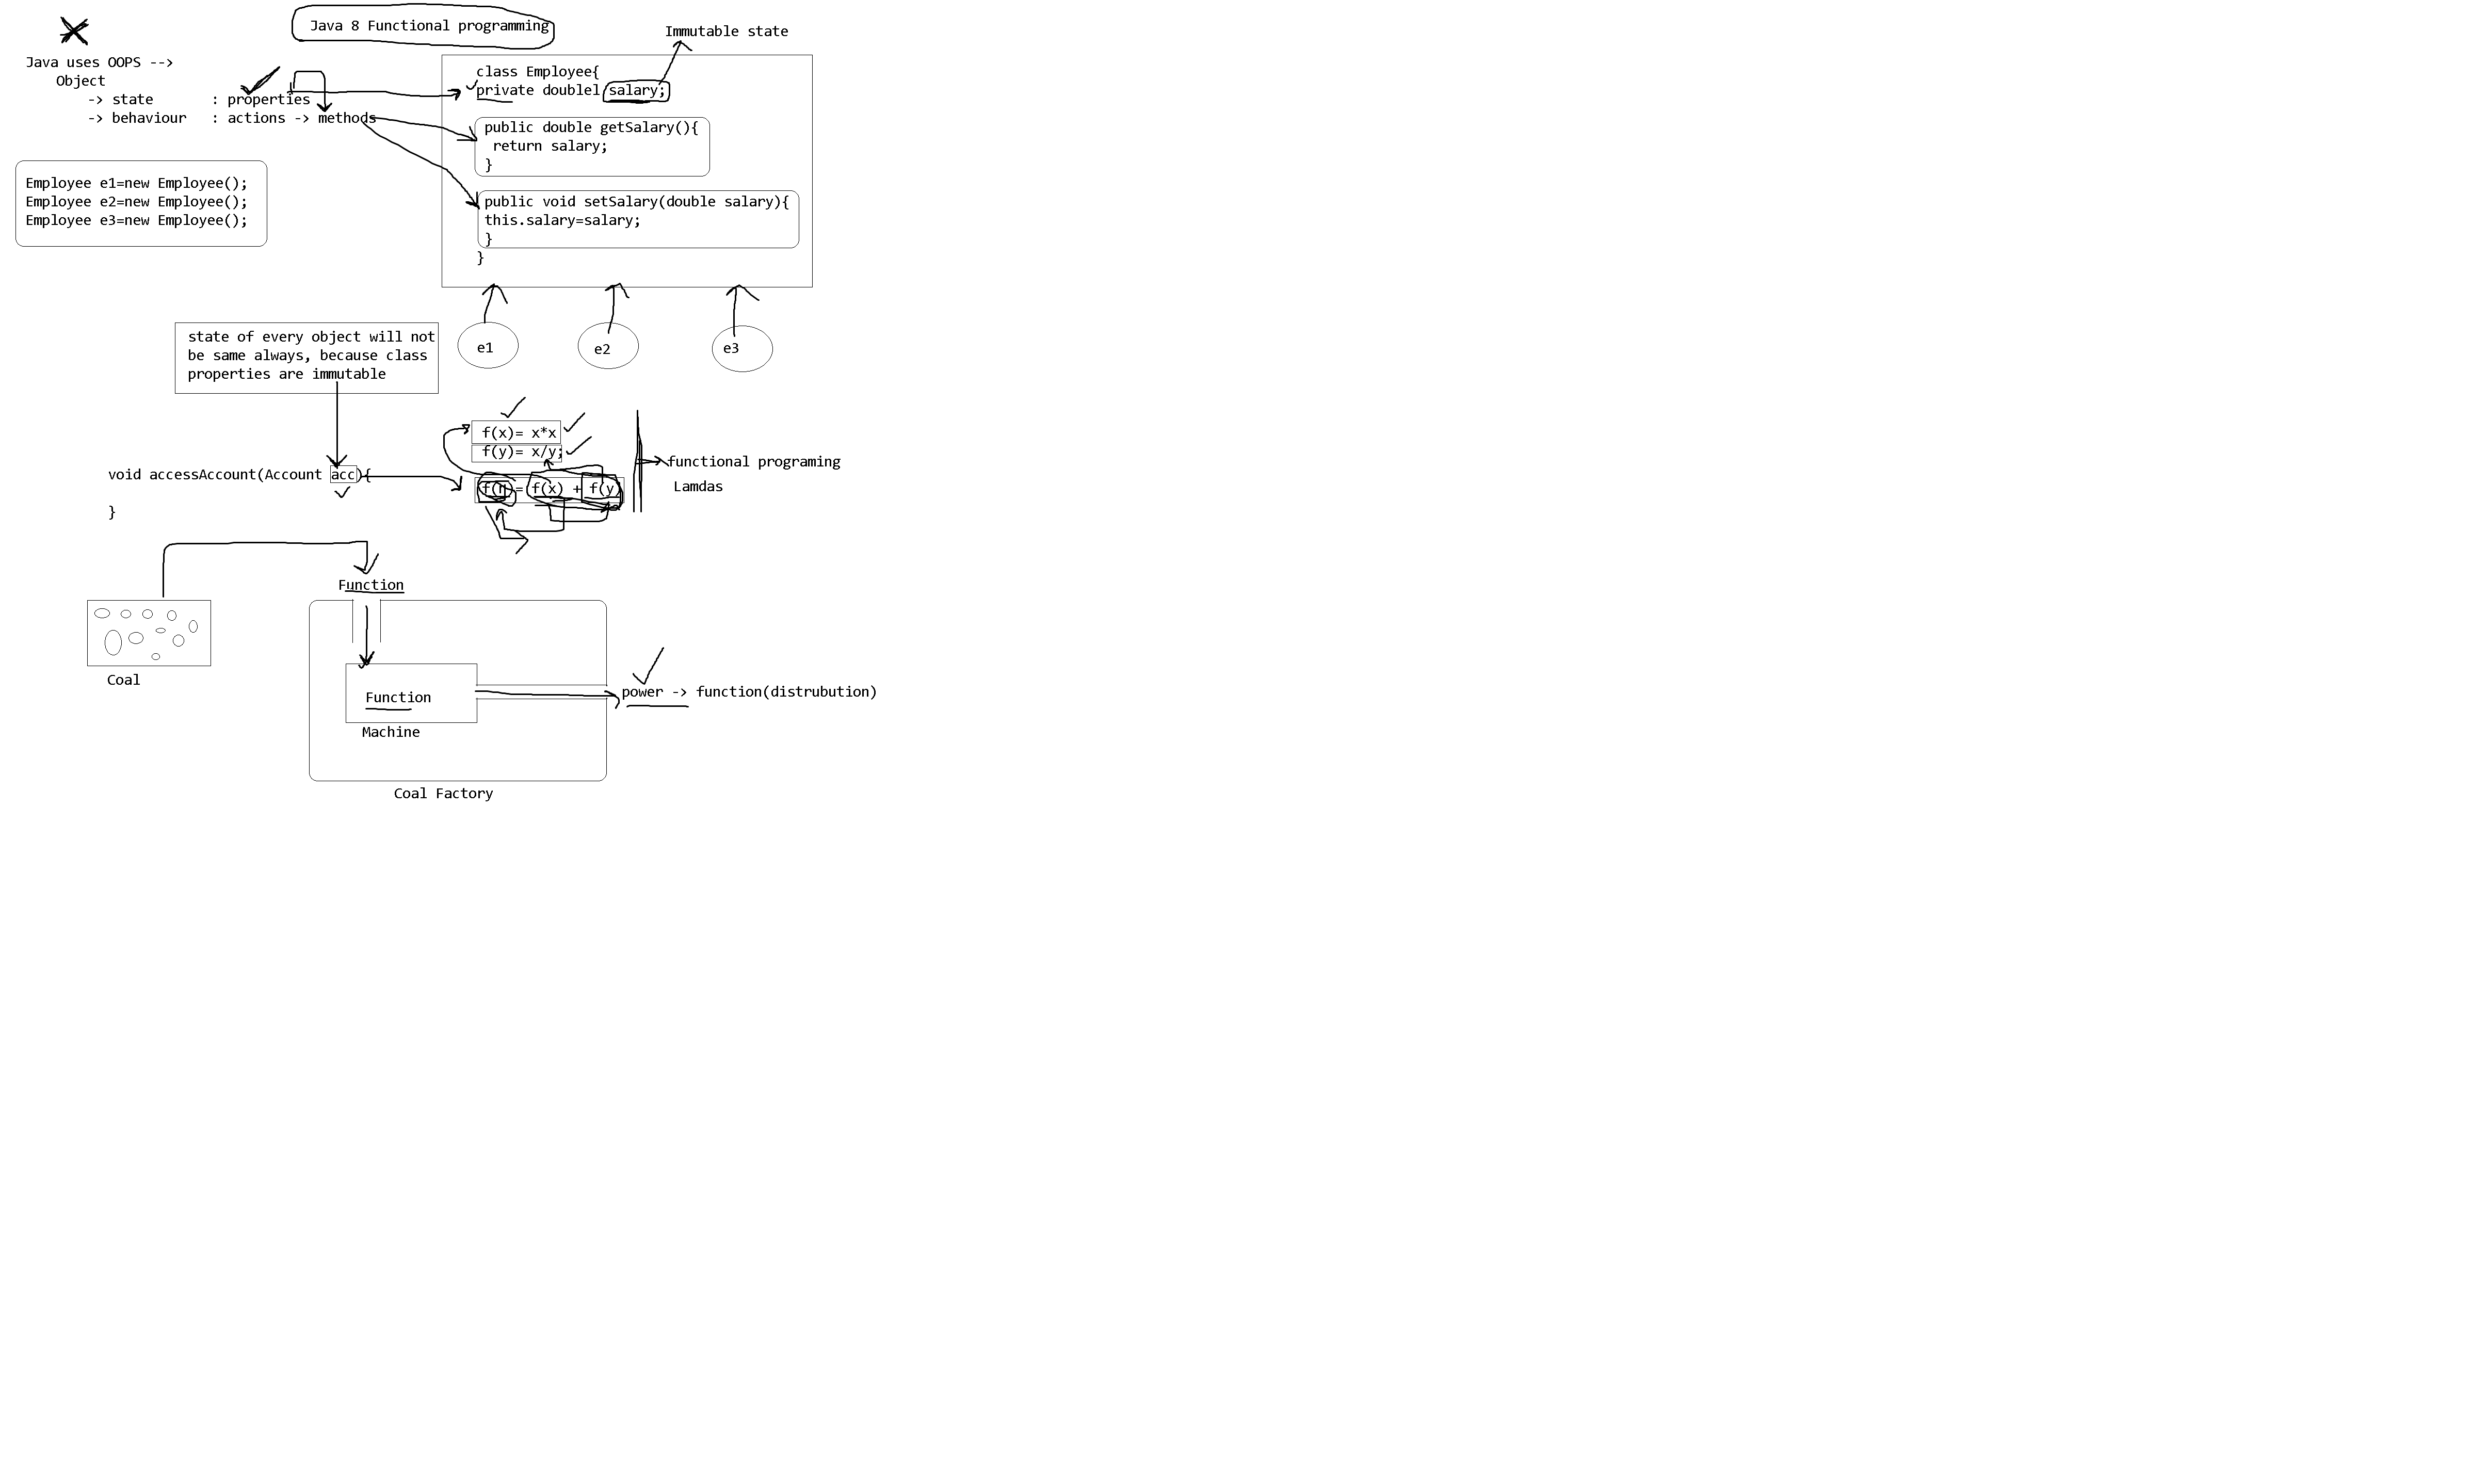 Java 8 Functional programming
Java uses OOPS -->
Object
-> state : properties
-> behaviour : actions -> methods
Employee e1=new Employee();
Employee e2=new Employee();
Employee e3=new Employee();
Immutable state
class Employee{
private doublel salary;
public double getSalary(){
return salary;
}
public void setSalary(double salary){
this.salary=salary;
}
}
e1
e2
e3
state of every object will not
be same always, because class
properties are immutable
void accessAccount(Account acc){
}
f(x)= x*x
f(y)= x/y;
= f(x) + f(y)
functional programing
Lamdas
Coal
Function
Function
Machine
Coal Factory
power -> function(distrubution)